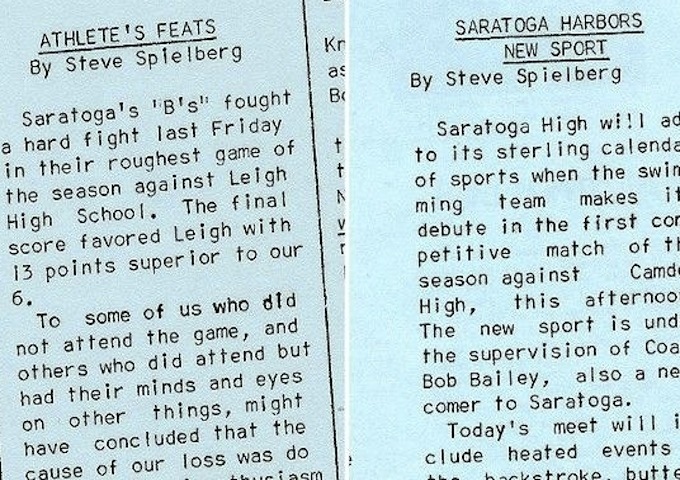 ATHLETE'S FEATS
By Steve Spielberg
Saratoga's "B's" fought
a hard fight last Friday
in their roughest game of
the season against Leigh
High School. The final
score favored Leigh with
13 points superior to our
6.
To some of us who did
not attend the game, and
others who did attend but
had their minds and eyes
on other things, might
have concluded that the
cause of our loss was do
SARATOGA HARBORS
NEW SPORT
By Steve Spielberg
Saratoga High will ad
to its sterling calenda
of sports when the swim
ming team makes it
debute in the first com
petitive match of th
season against Camde
High, this afternoo
The new sport is und
the supervision of Coa
Bob Bailey, also a ne
comer to Saratoga.
Today's meet will i
clude heated events
the backstroke, butte